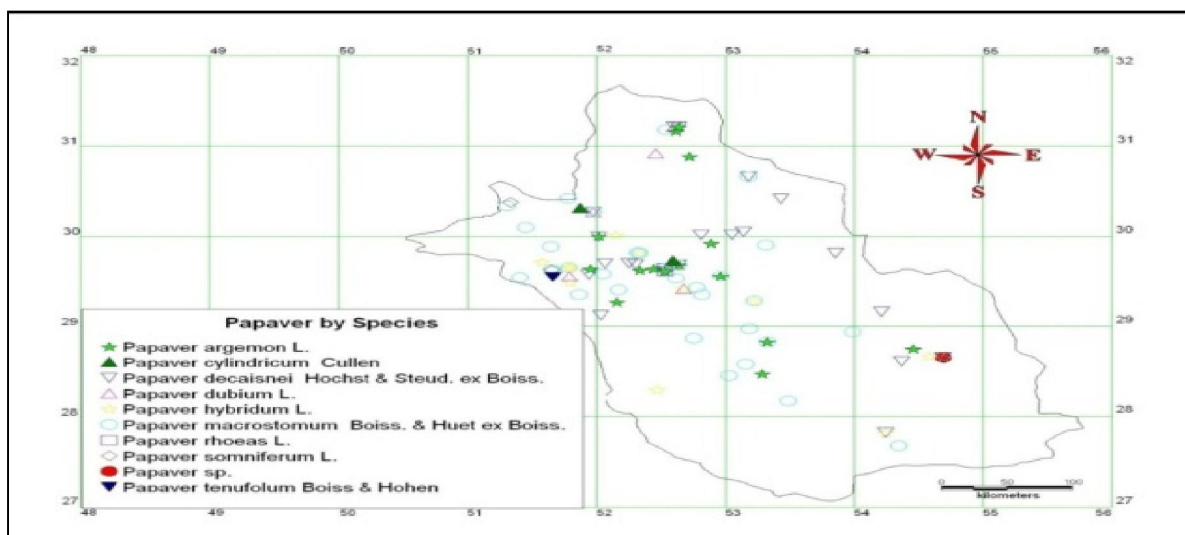 48 49 50 51 52 53 54 55 56
32 32
31 31
N
W E
S
30 30
29 29
Papaver by Species
Papaver argemon L.
Papaver cylindricum Cullen
Papaver decaisnei Hochst & Steud. ex Boiss.
Papaver dubium L.
Papaver hybridum L.
Papaver macrostomum Boiss. & Huet ex Boiss.
Papaver rhoeas L.
Papaver somniferum L.
Papaver sp.
Papaver tenufolum Boiss & Hohen
28 28
0 50 100
kilometers
27 27
48 49 50 51 52 53 54 55 56